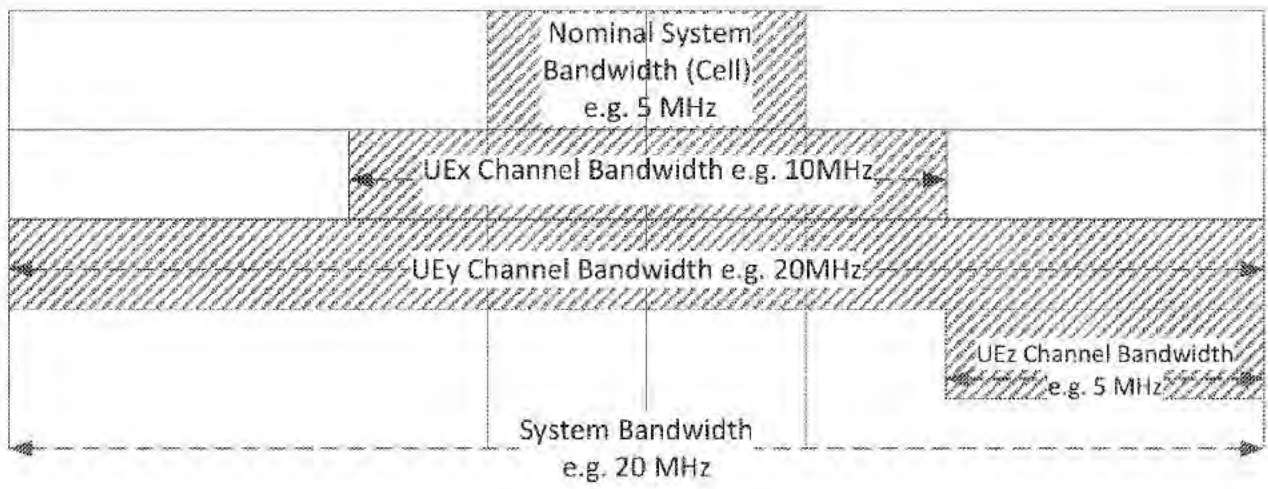 Nominal System
Bandwidth (Cell)
e.g. 5 MHz
UEx Channel Bandwidth e.g. 10MHz
UEy Channel Bandwidth e.g. 20MHz
UEz Channel Bandwidth
e.g. 5 MHz
System Bandwidth
e.g. 20 MHz